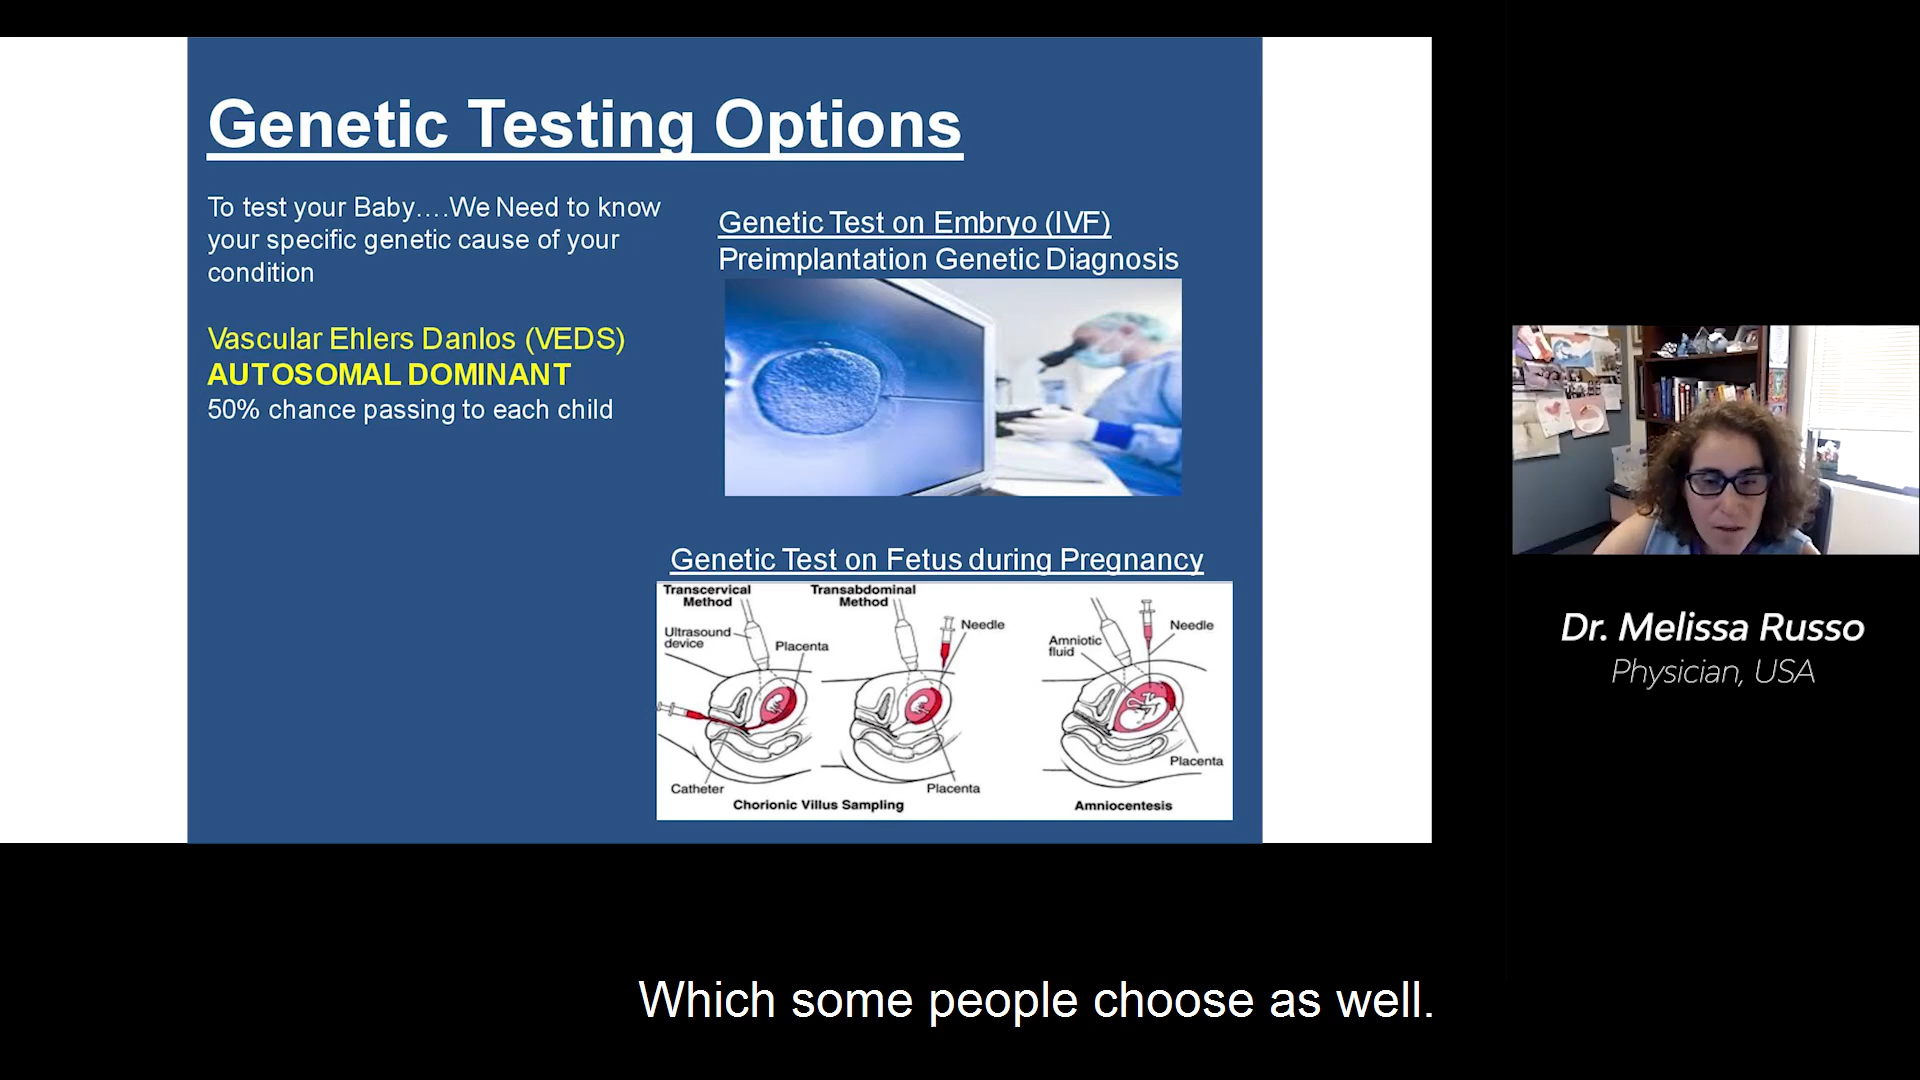 Genetic Testing Options
To test your Baby….We Need to know
your specific genetic cause of your
condition
Vascular Ehlers Danlos (VEDS)
AUTOSOMAL DOMINANT
50% chance passing to each child
Genetic Test on Embryo (IVF)
Preimplantation Genetic Diagnosis
Genetic Test on Fetus during Pregnancy
Transcervical
Method
Ultrasound
device
Placenta
Catheter
Transabdominal
Method
Needle
Placenta
Chorionic Villus Sampling
Amniotic
fluid
Needle
Placenta
Amniocentesis
Dr. Melissa Russo
Physician, USA
Which some people choose as well.